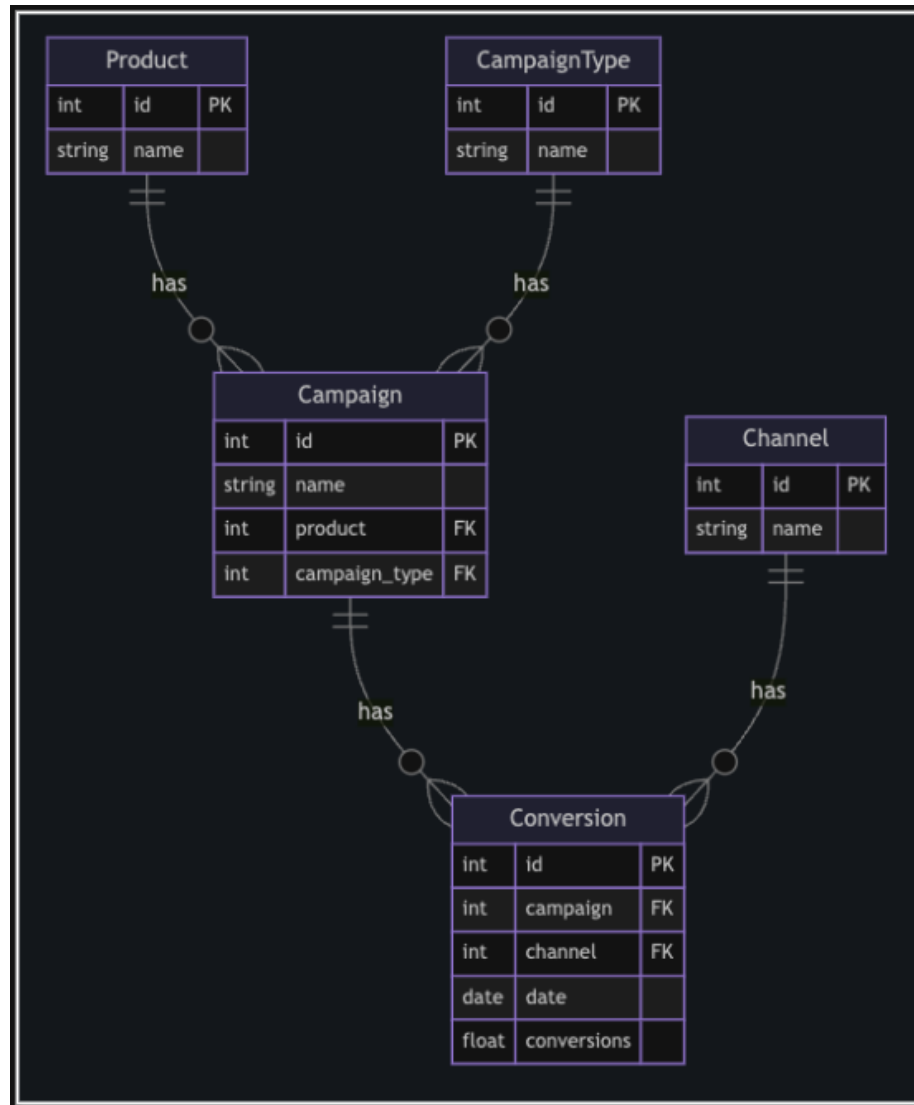 Product
int id PK
string name
CampaignType
int id PK
string name
has
has
Campaign
int id PK
string name
int product FK
int campaign_type FK
Channel
int id PK
string name
has
has
Conversion
int id PK
int campaign FK
int channel FK
date date
float conversions